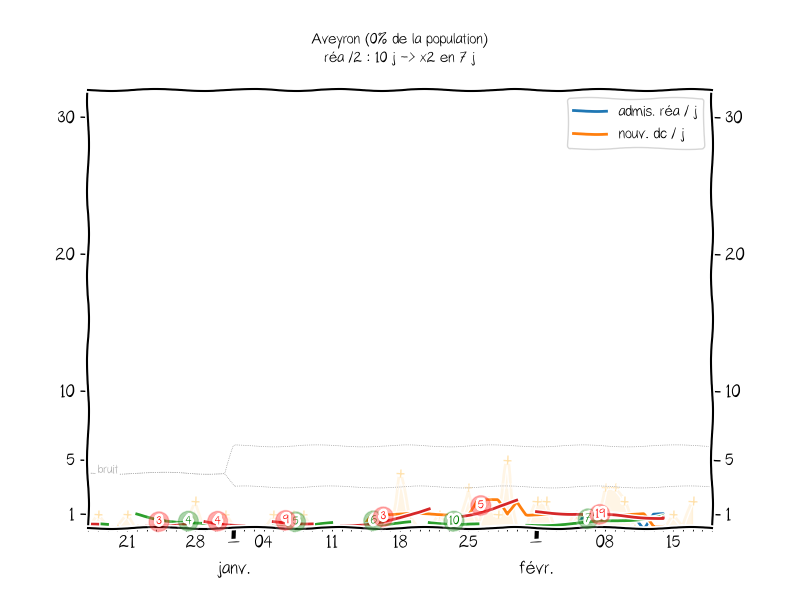 Aveyron (0% de la population)
réa /2 : 10 j -> x2 en 7 j
admis. réa / j
nouv. dc / j
30 30
20 20
10 10
5 5
bruit
1 1
3 4 4 9 5 6 3 10 5 7 19
21 28 04 11 18 25 08 15
janv. févr.